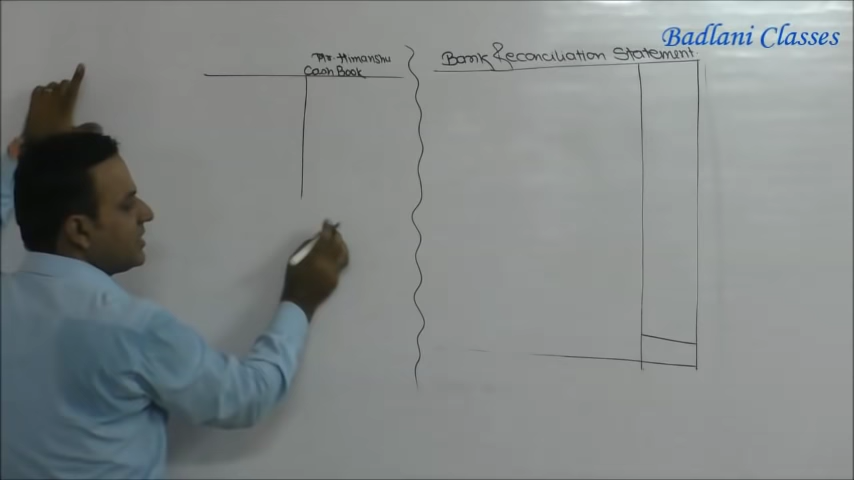 Badlani Classes
Mr. Himanshu
Cash Book
Bank Reconciliation Statement